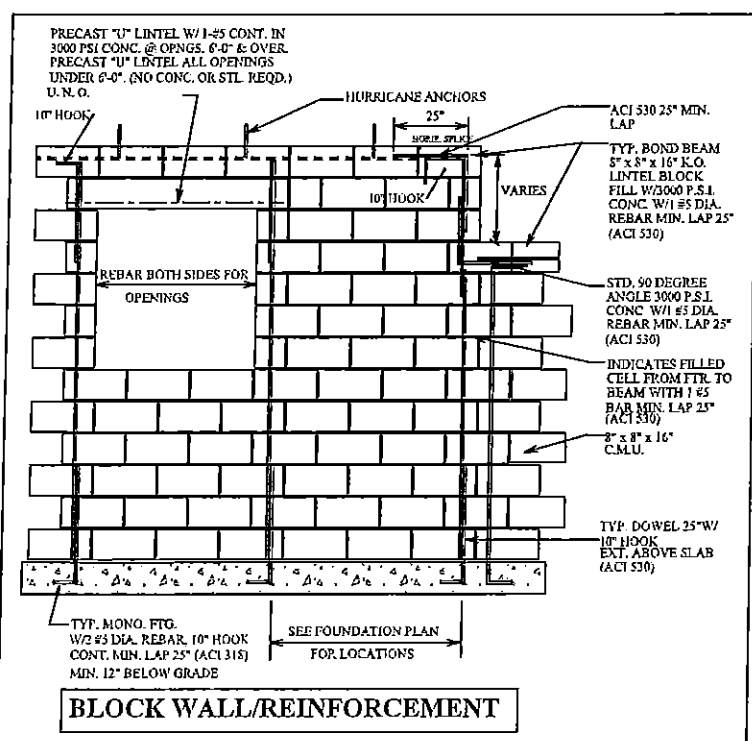 PRECAST "U" LINTEL W/ 1-#5 CONT. IN
3000 PSI CONC. @ OPNGS. 6'-0" & OVER.
PRECAST "U" LINTEL ALL OPENINGS
UNDER 6'-0". (NO CONC. OR STL. REQD.)
U. N. O.
10" HOOK
HURRICANE ANCHORS
25"
HORIZ. SPLICE
10" HOOK
ACI 530 25" MIN.
LAP
TYP. BOND BEAM
8" x 8" x 16" K.O.
LINTEL BLOCK
FILL W/3000 P.S.I.
CONC. W/1 #5 DIA.
REBAR MIN. LAP 25"
(ACI 530)
VARIES
REBAR BOTH SIDES FOR
OPENINGS
STD. 90 DEGREE
ANGLE 3000 P.S.I.
CONC. W/1 #5 DIA.
REBAR MIN. LAP 25"
(ACI 530)
INDICATES FILLED
CELL FROM FTR. TO
BEAM WITH 1 #5
BAR MIN. LAP 25"
(ACI 530)
8" x 8" x 16"
C.M.U.
TYP. DOWEL 25"W/
10" HOOK
EXT. ABOVE SLAB
(ACI 530)
TYP. MONO. FTG.
W/2 #5 DIA. REBAR, 10" HOOK
CONT. MIN. LAP 25" (ACI 318)
MIN. 12" BELOW GRADE
SEE FOUNDATION PLAN
FOR LOCATIONS
BLOCK WALL/REINFORCEMENT